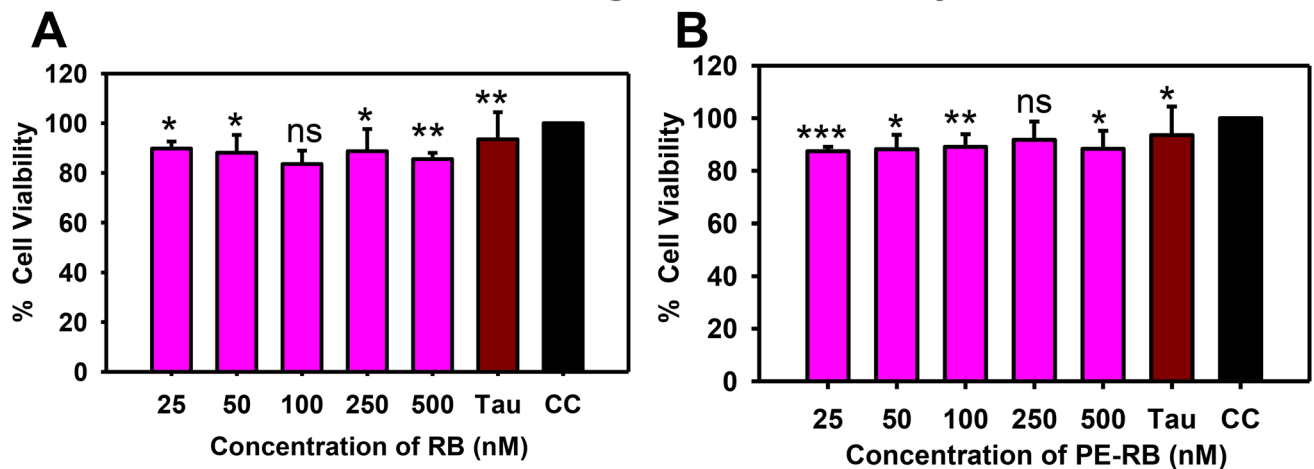 A
% Cell Vialbility
120
100
80
60
40
20
0
* * ns * ** **
25 50 100 250 500 Tau CC
Concentration of RB (nM)
B
% Cell Vialbility
120
100
80
60
40
20
0
*** * ** ns * *
25 50 100 250 500 Tau CC
Concentration of PE-RB (nM)